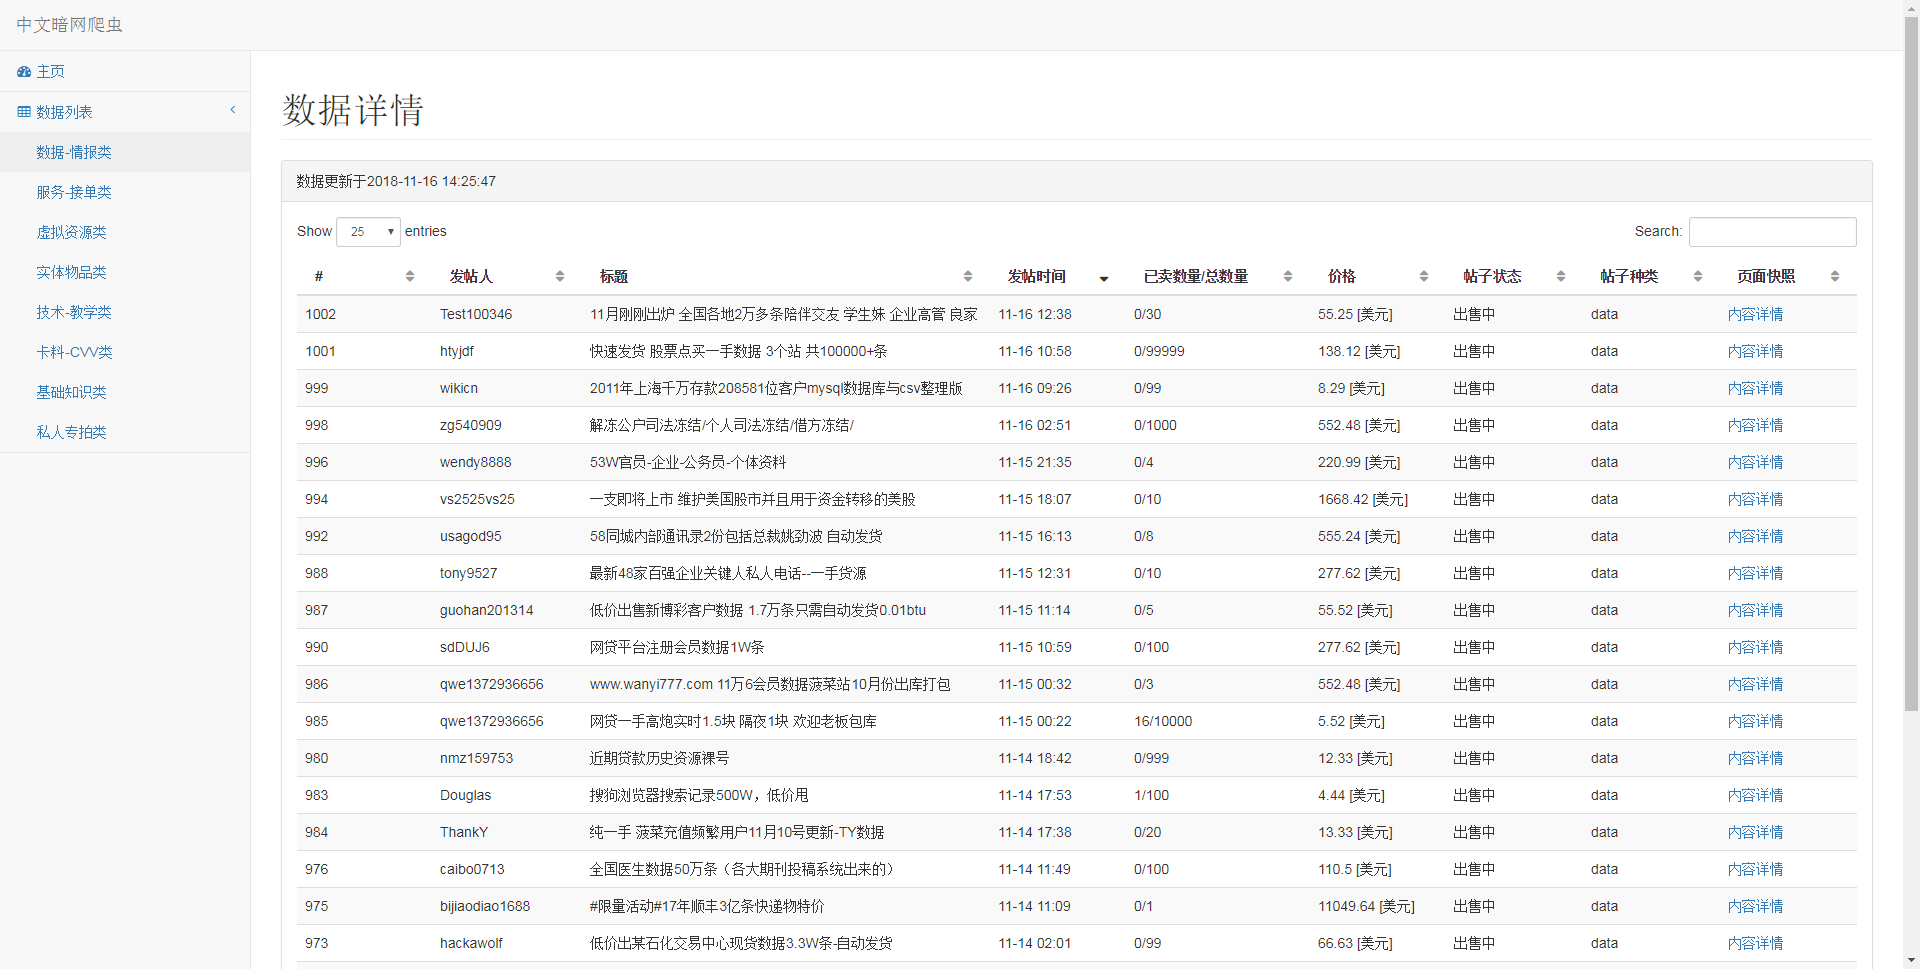 中文暗网爬虫
主页
数据列表
数据-情报类
服务-接单类
虚拟资源类
实体物品类
技术-教学类
卡料-CVV类
基础知识类
私人专拍类
数据详情
数据更新于2018-11-16 14:25:47
Show 25 entries Search:
# 发帖人 标题 发帖时间 已卖数量/总数量 价格 帖子状态 帖子种类 页面快照
1002 Test100346 11月刚刚出炉 全国各地2万多条陪伴交友 学生妹 企业高管 良家 11-16 12:38 0/30 55.25 [美元] 出售中 data 内容详情
1001 htyjdf 快速发货 股票点买一手数据 3个站 共100000+条 11-16 10:58 0/99999 138.12 [美元] 出售中 data 内容详情
999 wikicn 2011年上海千万存款208581位客户mysql数据库与csv整理版 11-16 09:26 0/99 8.29 [美元] 出售中 data 内容详情
998 zg540909 解冻公户司法冻结/个人司法冻结/借方冻结/ 11-16 02:51 0/1000 552.48 [美元] 出售中 data 内容详情
996 wendy8888 53W官员-企业-公务员-个体资料 11-15 21:35 0/4 220.99 [美元] 出售中 data 内容详情
994 vs2525vs25 一支即将上市 维护美国股市并且用于资金转移的美股 11-15 18:07 0/10 1668.42 [美元] 出售中 data 内容详情
992 usagod95 58同城内部通讯录2份包括总裁姚劲波 自动发货 11-15 16:13 0/8 555.24 [美元] 出售中 data 内容详情
988 tony9527 最新48家百强企业关键人私人电话--一手货源 11-15 12:31 0/10 277.62 [美元] 出售中 data 内容详情
987 guohan201314 低价出售新博彩客户数据 1.7万条只需自动发货0.01btu 11-15 11:14 0/5 55.52 [美元] 出售中 data 内容详情
990 sdDUJ6 网贷平台注册会员数据1W条 11-15 10:59 0/100 277.62 [美元] 出售中 data 内容详情
986 qwe1372936656 www.wanyi777.com 11万6会员数据菠菜站10月份出库打包 11-15 00:32 0/3 552.48 [美元] 出售中 data 内容详情
985 qwe1372936656 网贷一手高炮实时1.5块 隔夜1块 欢迎老板包库 11-15 00:22 16/10000 5.52 [美元] 出售中 data 内容详情
980 nmz159753 近期贷款历史资源裸号 11-14 18:42 0/999 12.33 [美元] 出售中 data 内容详情
983 Douglas 搜狗浏览器搜索记录500W，低价甩 11-14 17:53 1/100 4.44 [美元] 出售中 data 内容详情
984 ThankY 纯一手 菠菜充值频繁用户11月10号更新-TY数据 11-14 17:38 0/20 13.33 [美元] 出售中 data 内容详情
976 caibo0713 全国医生数据50万条（各大期刊投稿系统出来的） 11-14 11:49 0/100 110.5 [美元] 出售中 data 内容详情
975 bijiaodiao1688 #限量活动#17年顺丰3亿条快递物特价 11-14 11:09 0/1 11049.64 [美元] 出售中 data 内容详情
973 hackawolf 低价出某石化交易中心现货数据3.3W条-自动发货 11-14 02:01 0/99 66.63 [美元] 出售中 data 内容详情